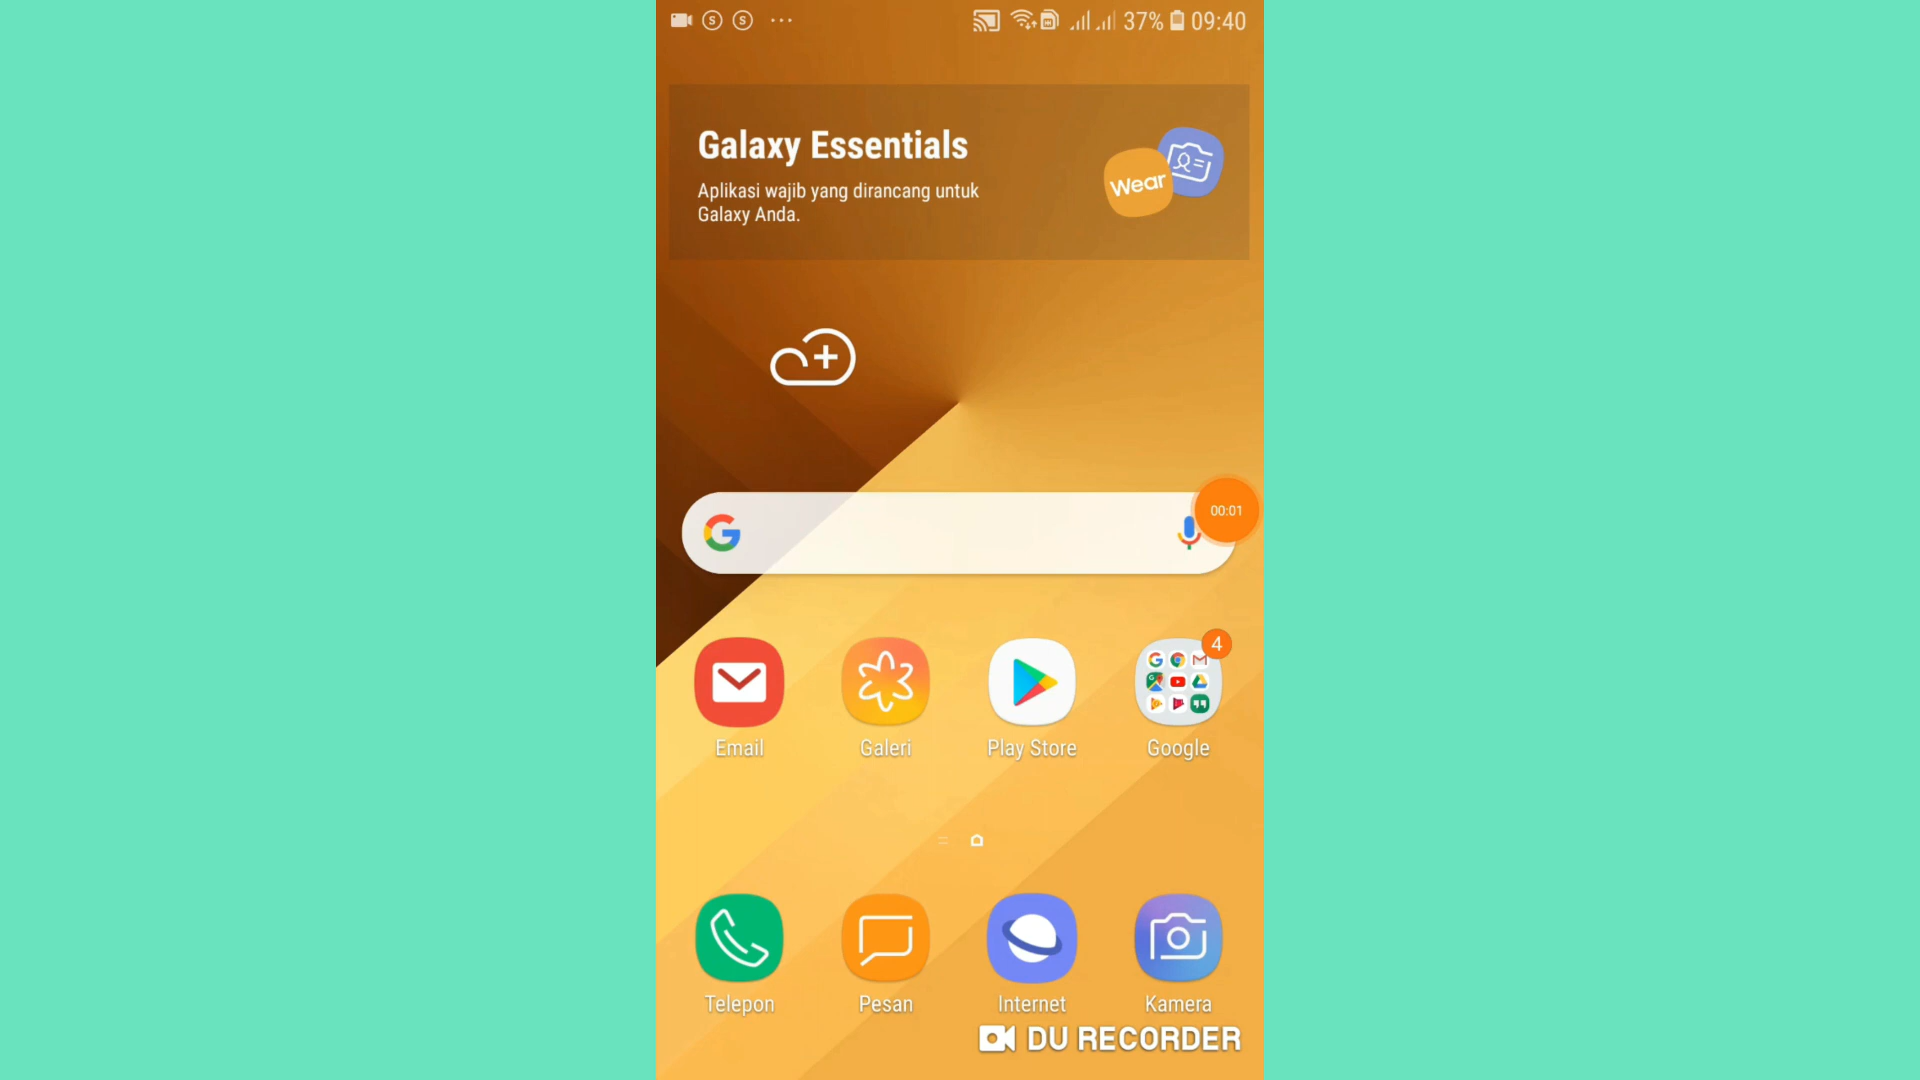 37% 09:40
Galaxy Essentials
Aplikasi wajib yang dirancang untuk
Galaxy Anda.
Wear
00:01
4
Email Galeri Play Store Google
Telepon Pesan Internet Kamera
DU RECORDER